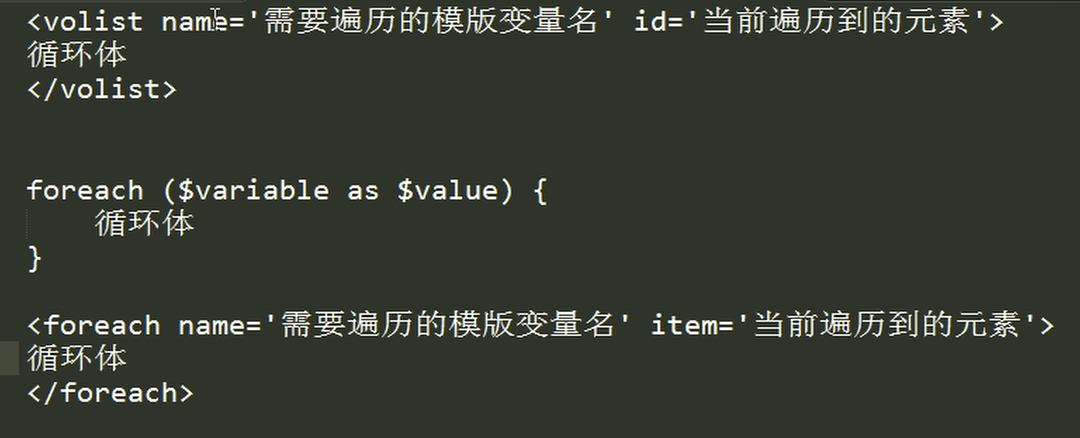 <volist name='需要遍历的模版变量名' id='当前遍历到的元素'>
循环体
</volist>
foreach ($variable as $value) {
循环体
}
<foreach name='需要遍历的模版变量名' item='当前遍历到的元素'>
循环体
</foreach>